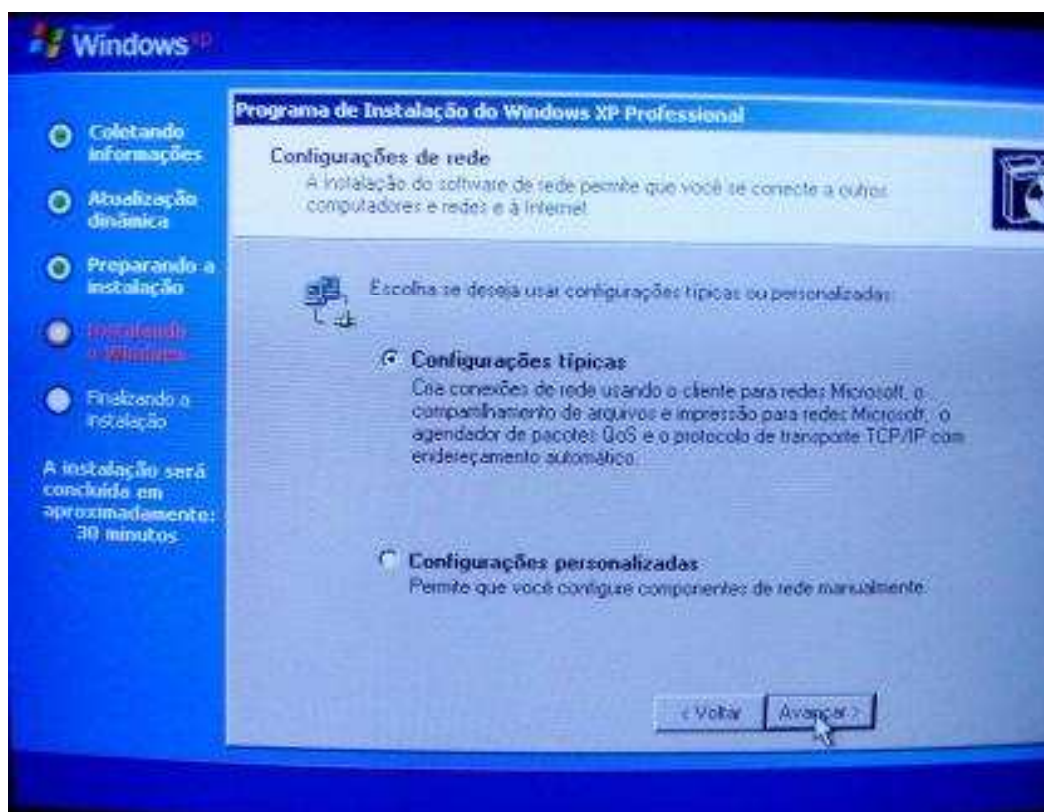 Microsoft
Windows xp
Coletando
informações
Atualização
dinâmica
Preparando a
instalação
Instalando
o Windows
Finalizando a
instalação
A instalação será
concluída em
aproximadamente:
30 minutos
Programa de Instalação do Windows XP Professional
Configurações de rede
A instalação do software de rede permite que você se conecte a outros
computadores e redes e à Internet.
Escolha se deseja usar configurações típicas ou personalizadas:
Configurações típicas
Cria conexões de rede usando o cliente para redes Microsoft, o
compartilhamento de arquivos e impressão para redes Microsoft, o
agendador de pacotes QoS e o protocolo de transporte TCP/IP com
endereçamento automático.
Configurações personalizadas
Permite que você configure componentes de rede manualmente.
< Voltar
Avançar >